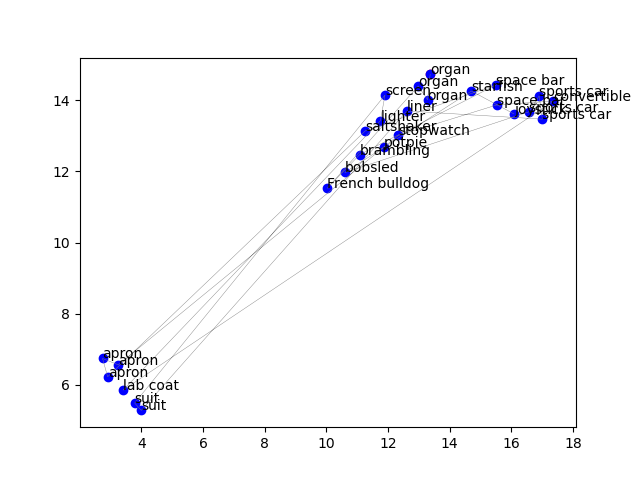 organ
organ
space bar
starfish
screen
organ
sports car
convertible
space bar
liner
joystick
sports car
sports car
lighter
saltshaker
stopwatch
potpie
brambling
bobsled
French bulldog
apron
apron
apron
lab coat
suit
suit
14
12
10
8
6
4 6 8 10 12 14 16 18